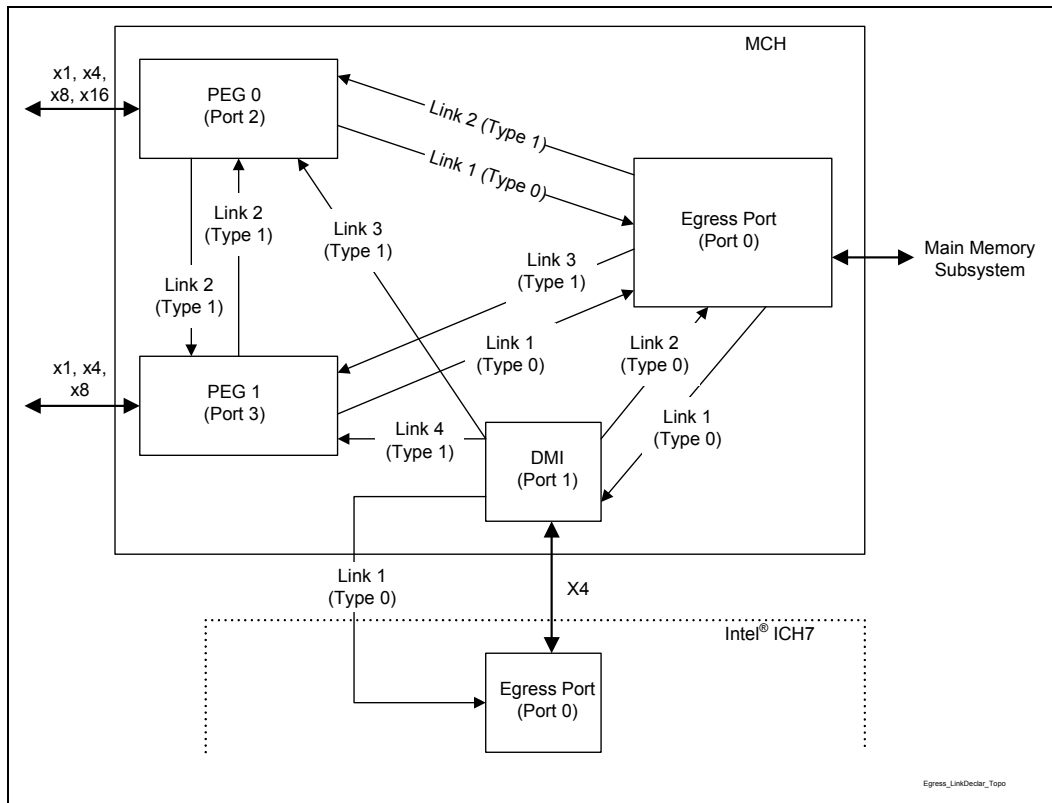 MCH
x1, x4,
x8, x16
PEG 0
(Port 2)
Link 2 (Type 1)
Link 1 (Type 0)
Egress Port
(Port 0)
Main Memory
Subsystem
Link 2
(Type 1)
Link 3
(Type 1)
Link 2
(Type 1)
Link 3
(Type 1)
Link 1
(Type 0)
Link 2
(Type 0)
Link 1
(Type 0)
x1, x4,
x8
PEG 1
(Port 3)
Link 4
(Type 1)
DMI
(Port 1)
Link 1
(Type 0)
X4
Intel® ICH7
Egress Port
(Port 0)
Egress_LinkDeclar_Topo